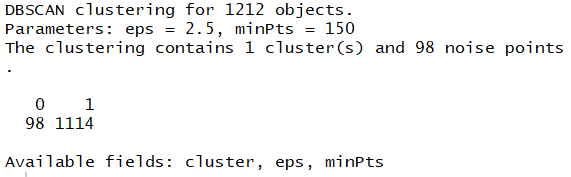 DBSCAN clustering for 1212 objects.
Parameters: eps = 2.5, minPts = 150
The clustering contains 1 cluster(s) and 98 noise points
.
0 1
98 1114
Available fields: cluster, eps, minPts